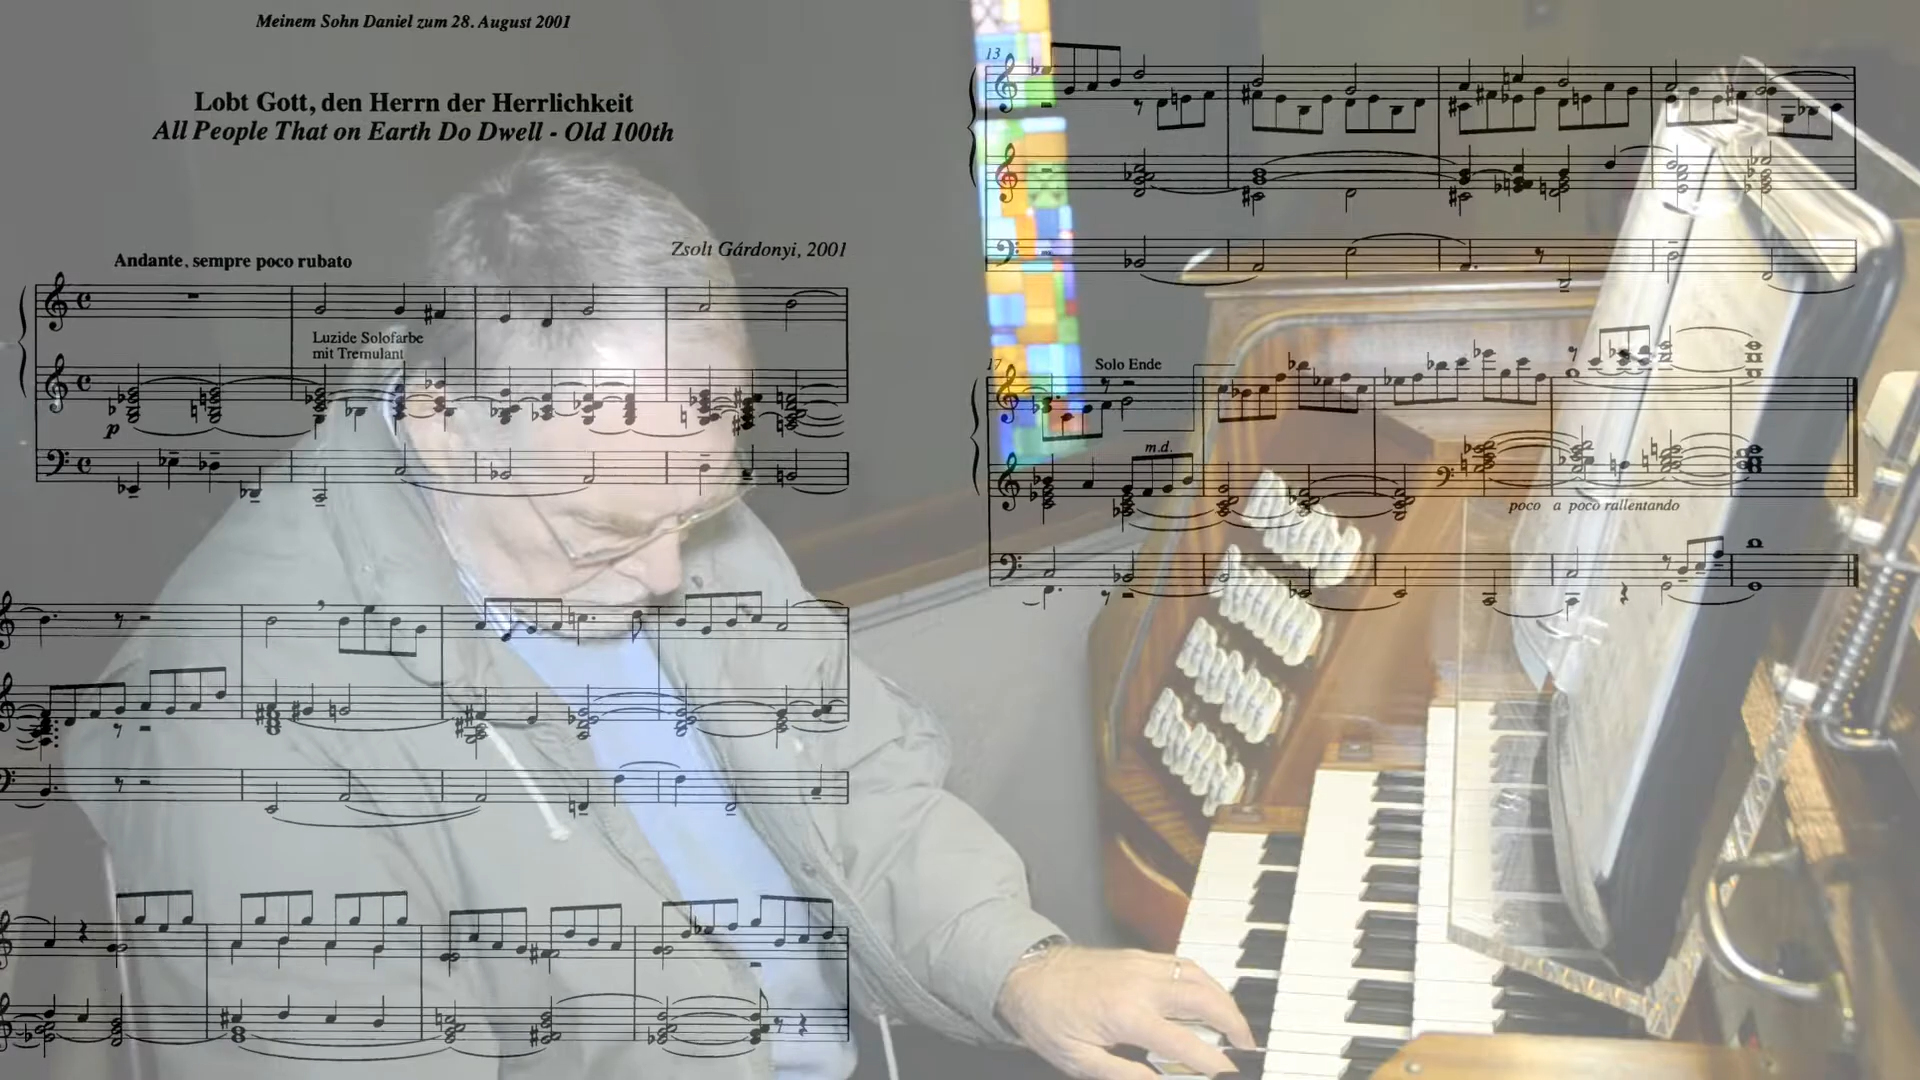 Meinem Sohn Daniel zum 28. August 2001
Lobt Gott, den Herrn der Herrlichkeit
All People That on Earth Do Dwell - Old 100th
Zsolt Gárdonyi, 2001
Andante, sempre poco rubato
Luzide Solofarbe
mit Tremulant
p
13
17
Solo Ende
m.d.
poco a poco rallentando